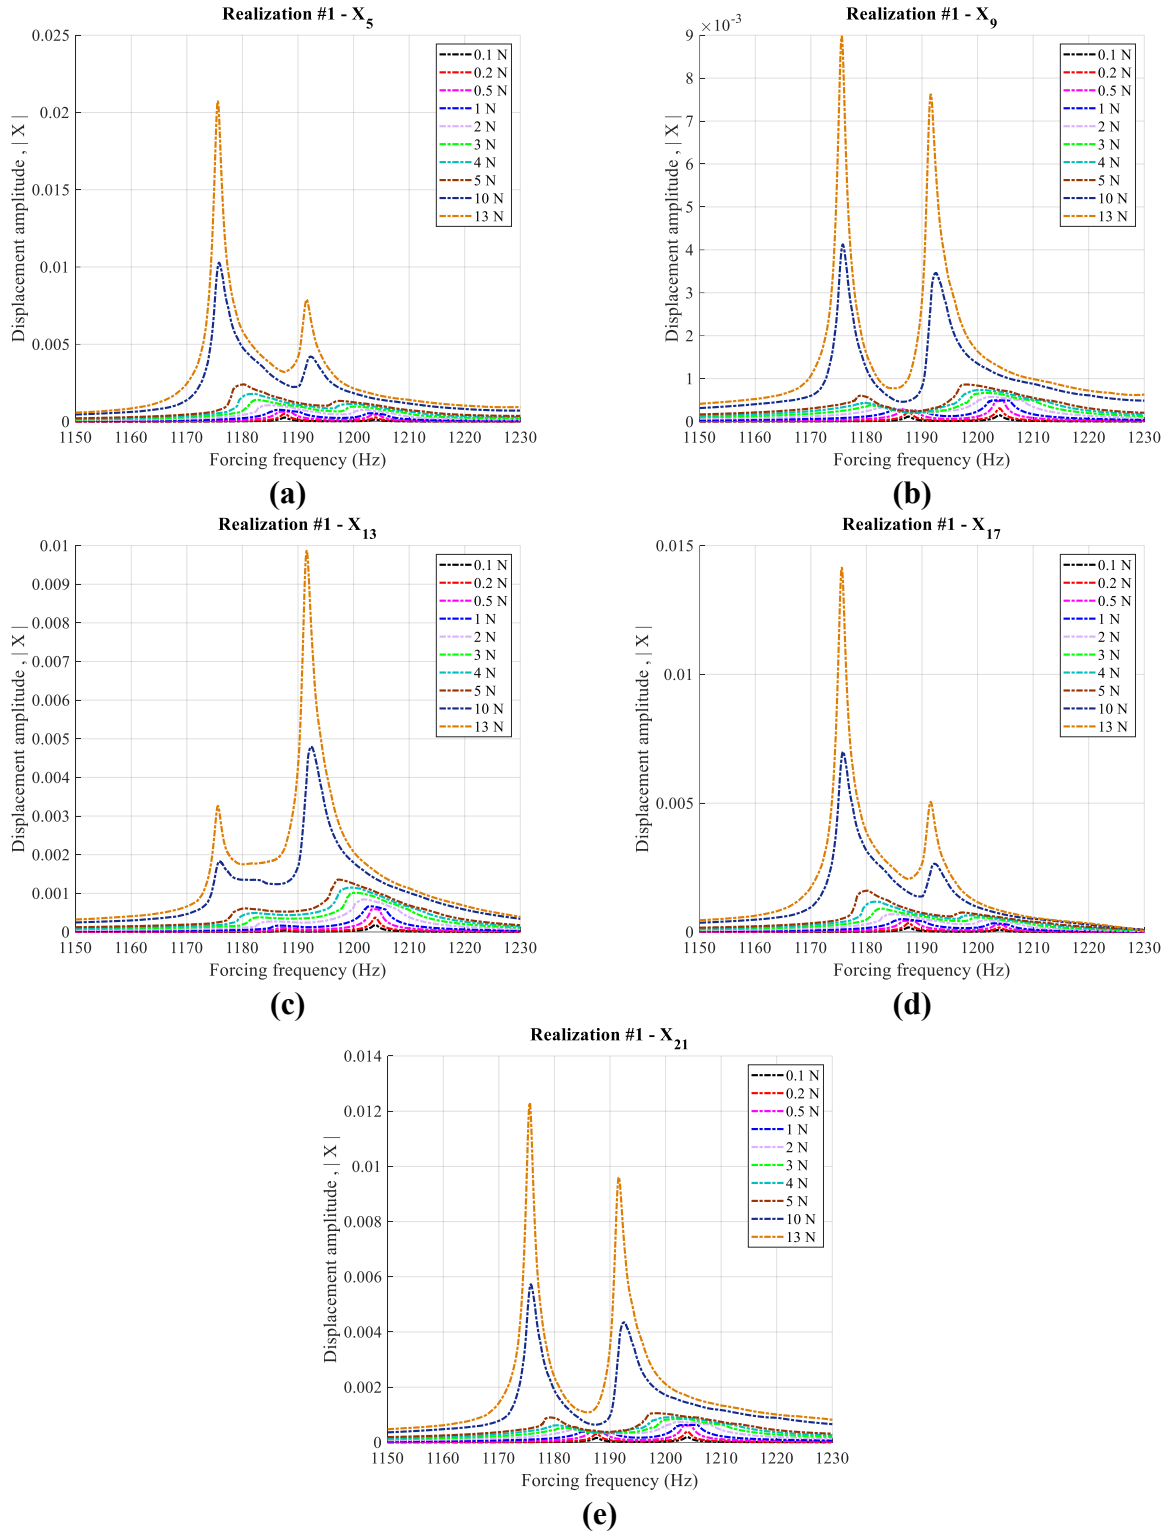 Realization #1 - X5
Displacement amplitude , | X |
0.025
0.02
0.015
0.01
0.005
0
1150 1160 1170 1180 1190 1200 1210 1220 1230
Forcing frequency (Hz)
0.1 N
0.2 N
0.5 N
1 N
2 N
3 N
4 N
5 N
10 N
13 N
(a)
Realization #1 - X9
×10-3
Displacement amplitude , | X |
9
8
7
6
5
4
3
2
1
0
1150 1160 1170 1180 1190 1200 1210 1220 1230
Forcing frequency (Hz)
0.1 N
0.2 N
0.5 N
1 N
2 N
3 N
4 N
5 N
10 N
13 N
(b)
Realization #1 - X13
Displacement amplitude , | X |
0.01
0.009
0.008
0.007
0.006
0.005
0.004
0.003
0.002
0.001
0
1150 1160 1170 1180 1190 1200 1210 1220 1230
Forcing frequency (Hz)
0.1 N
0.2 N
0.5 N
1 N
2 N
3 N
4 N
5 N
10 N
13 N
(c)
Realization #1 - X17
Displacement amplitude , | X |
0.015
0.01
0.005
0
1150 1160 1170 1180 1190 1200 1210 1220 1230
Forcing frequency (Hz)
0.1 N
0.2 N
0.5 N
1 N
2 N
3 N
4 N
5 N
10 N
13 N
(d)
Realization #1 - X21
Displacement amplitude , | X |
0.014
0.012
0.01
0.008
0.006
0.004
0.002
0
1150 1160 1170 1180 1190 1200 1210 1220 1230
Forcing frequency (Hz)
0.1 N
0.2 N
0.5 N
1 N
2 N
3 N
4 N
5 N
10 N
13 N
(e)